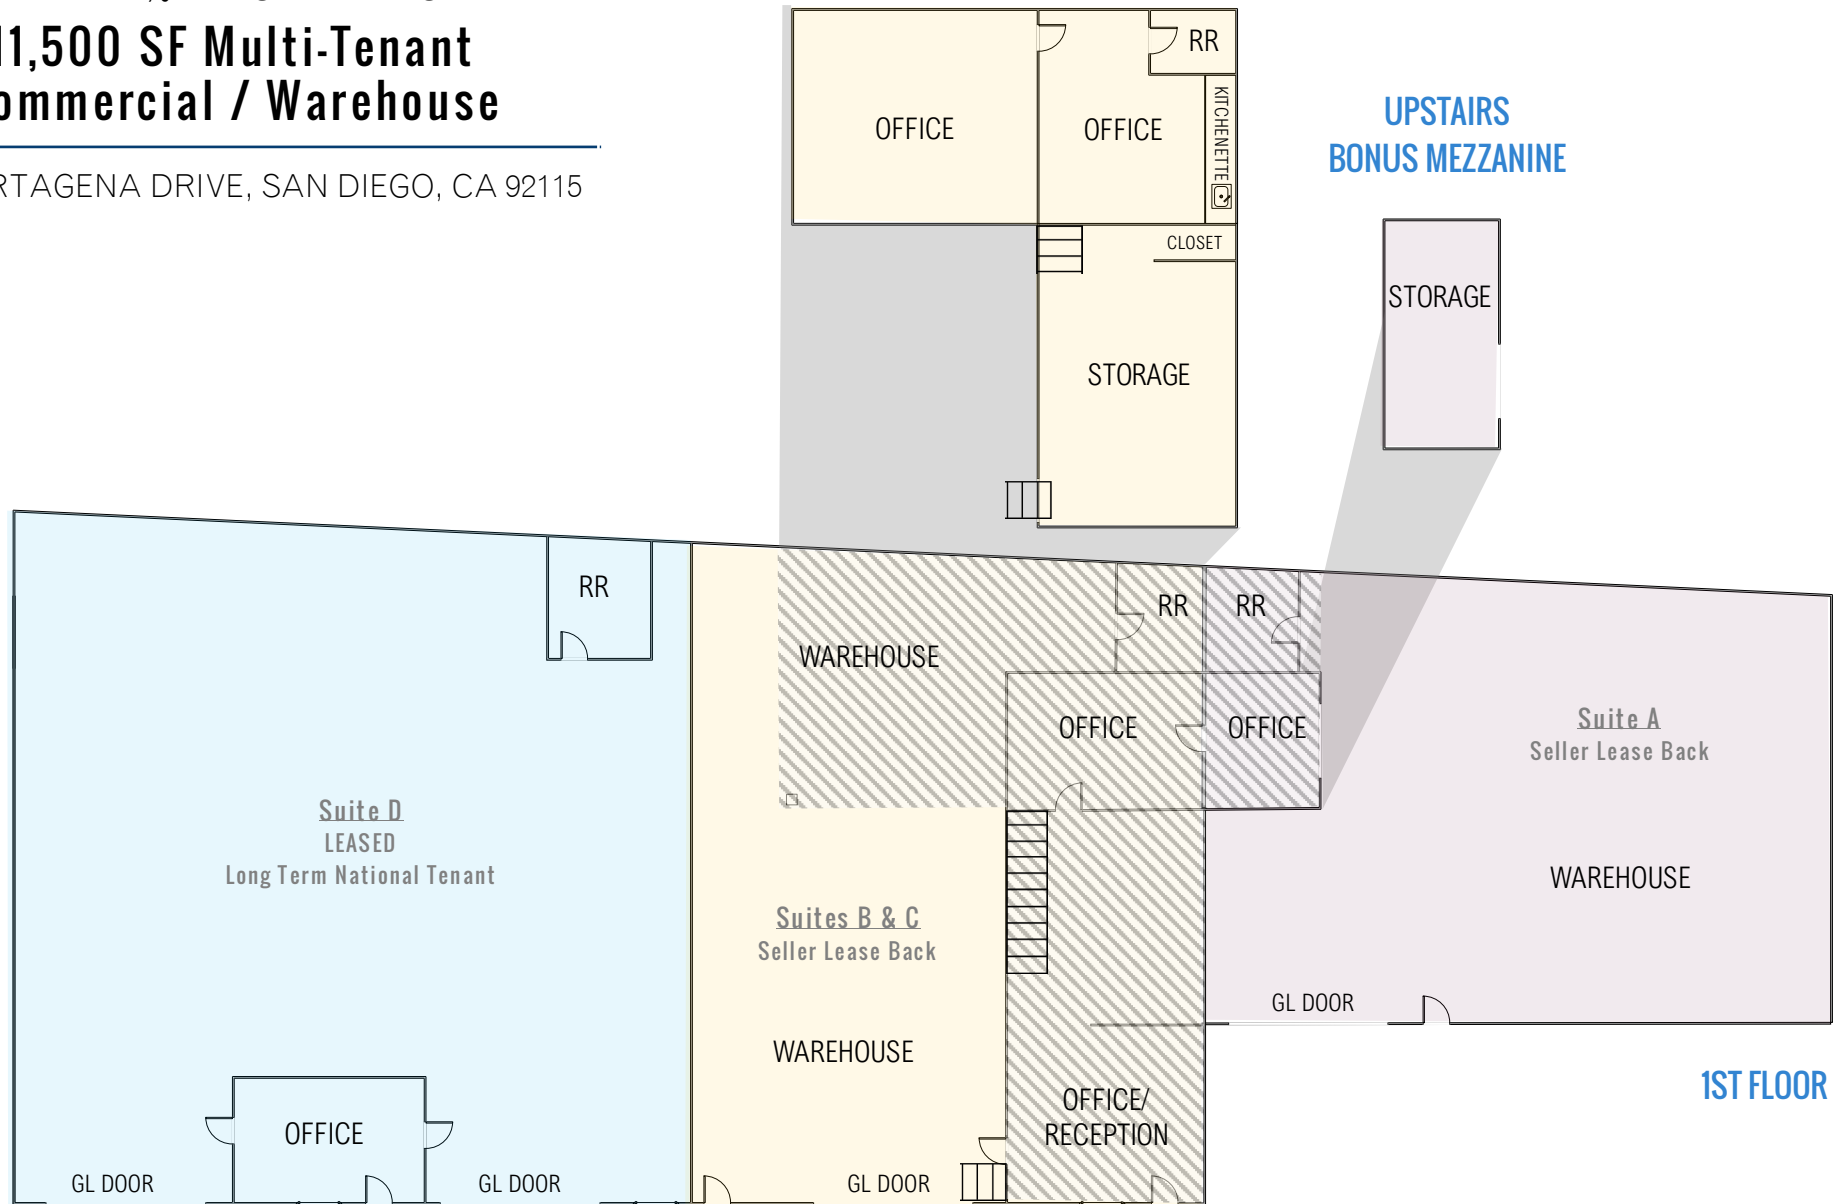 11,500 SF Multi-Tenant
ommercial / Warehouse
RTAGENA DRIVE, SAN DIEGO, CA 92115
UPSTAIRS
BONUS MEZZANINE
OFFICE
OFFICE
RR
KITCHENETTE
CLOSET
STORAGE
STORAGE
RR
WAREHOUSE
RR
RR
OFFICE
OFFICE
Suite A
Seller Lease Back
WAREHOUSE
Suite D
LEASED
Long Term National Tenant
Suites B & C
Seller Lease Back
WAREHOUSE
GL DOOR
1ST FLOOR
OFFICE/
RECEPTION
OFFICE
GL DOOR
GL DOOR
GL DOOR